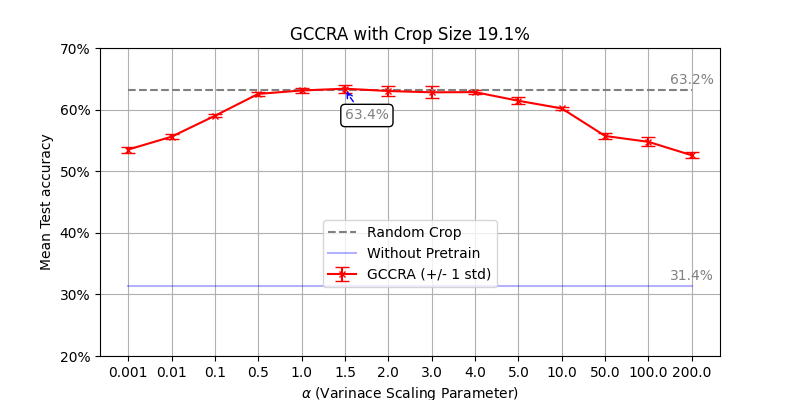 GCCRA with Crop Size 19.1%
70%
60%
50%
40%
30%
20%
Mean Test accuracy
63.2%
63.4%
31.4%
Random Crop
Without Pretrain
GCCRA (+/- 1 std)
0.001 0.01 0.1 0.5 1.0 1.5 2.0 3.0 4.0 5.0 10.0 50.0 100.0 200.0
α (Varinace Scaling Parameter)